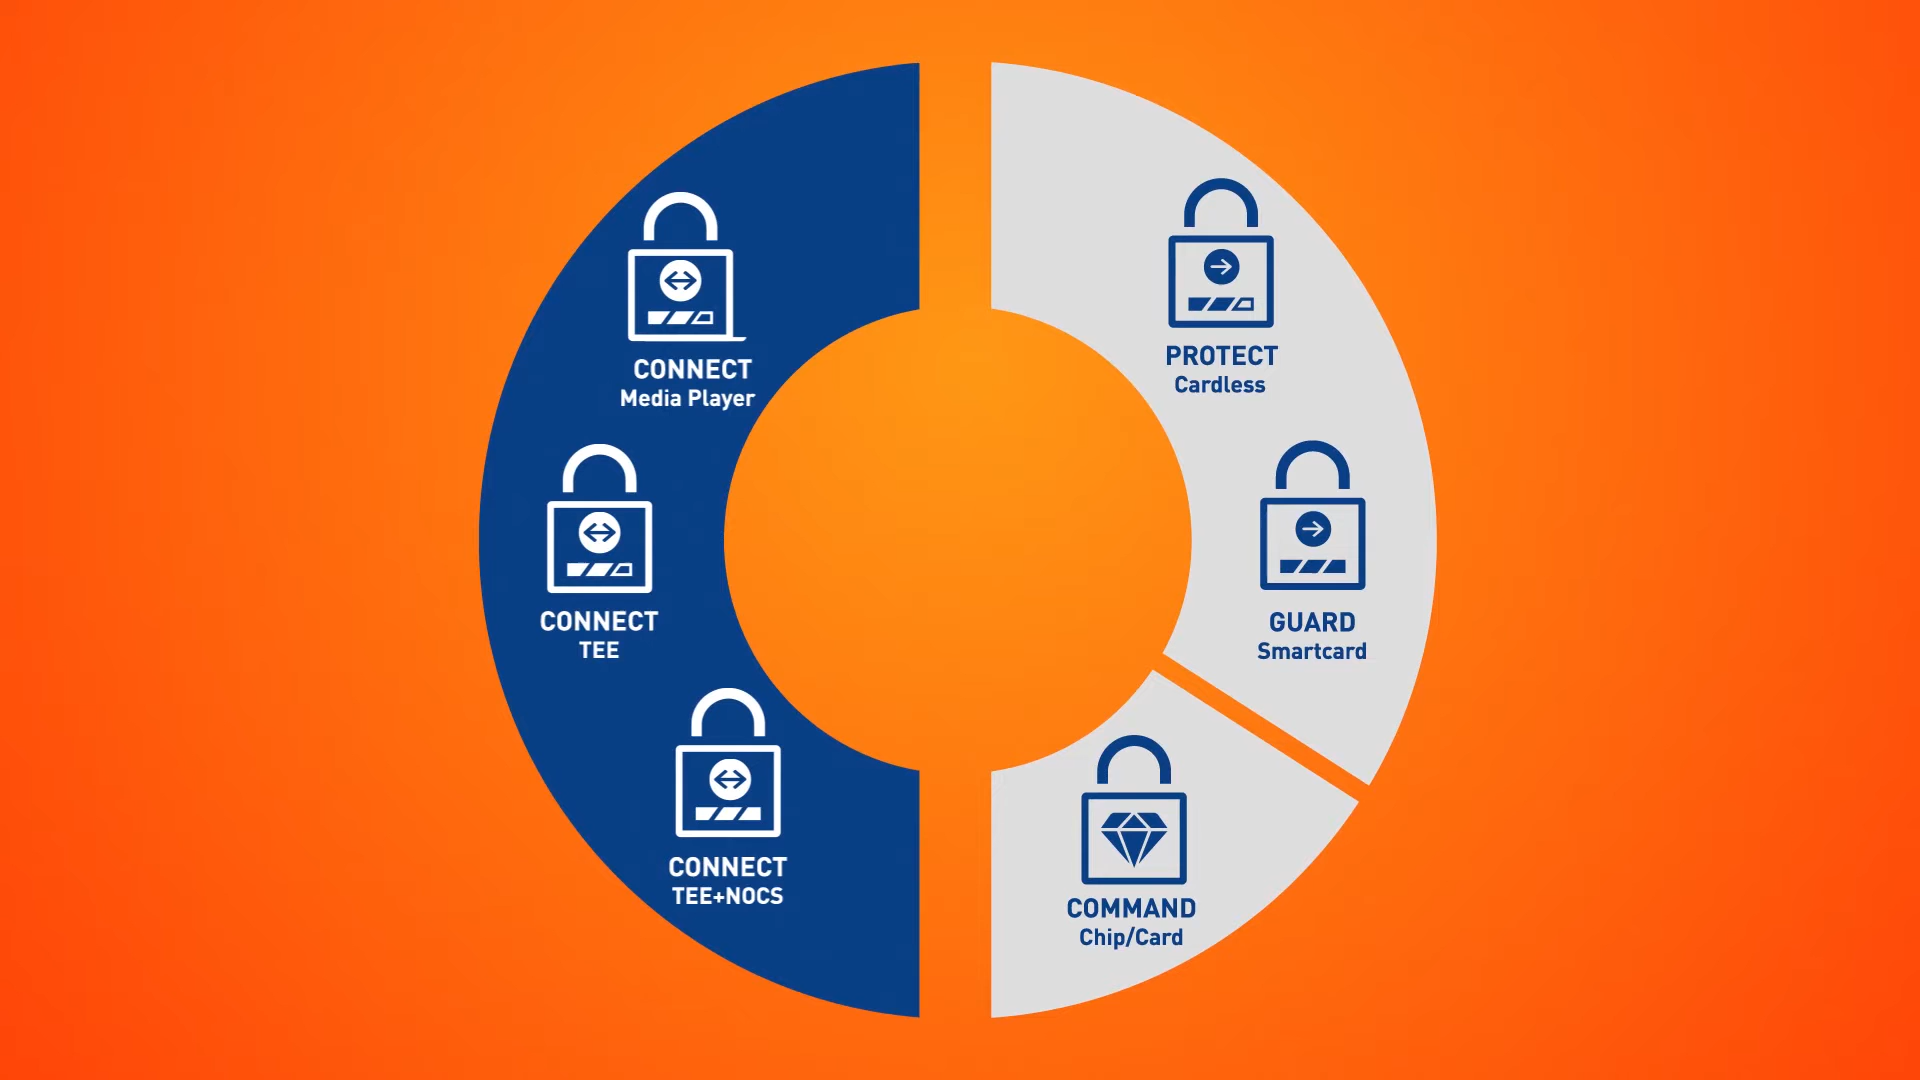 CONNECT
Media Player
CONNECT
TEE
CONNECT
TEE+NOCS
PROTECT
Cardless
GUARD
Smartcard
COMMAND
Chip/Card